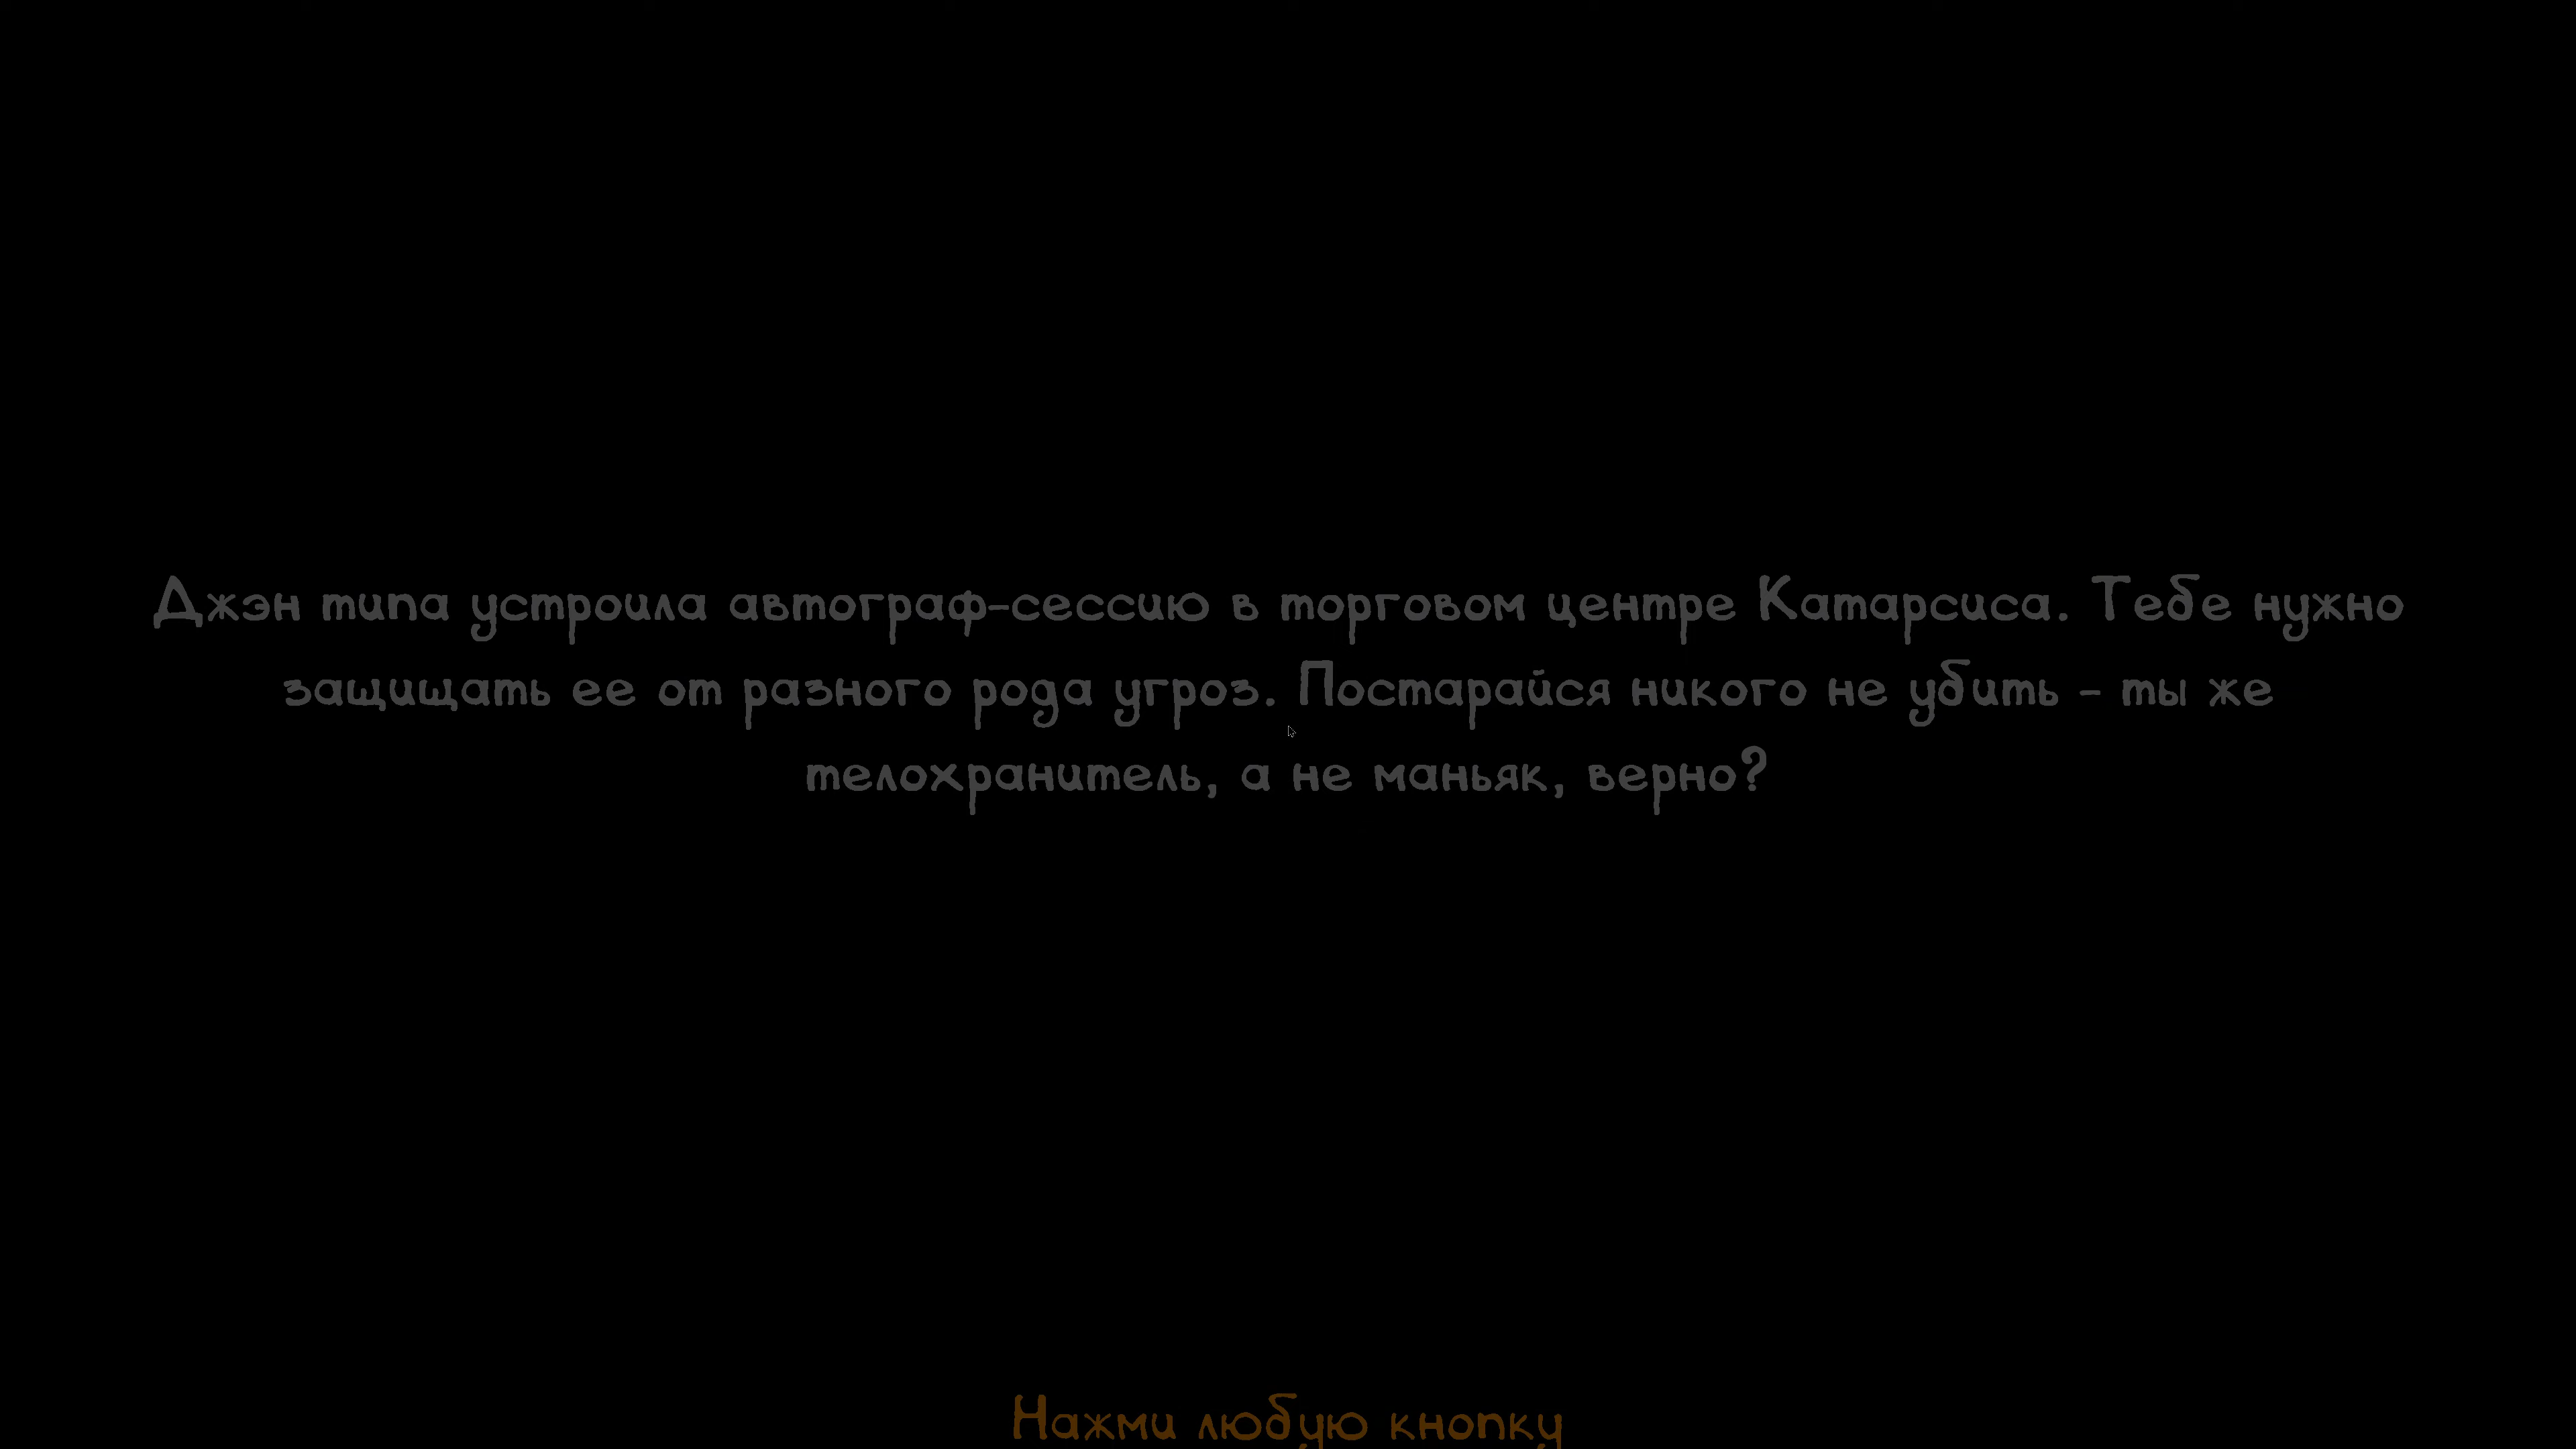 Джэн типа устроила автограф-сессию в торговом центре Катарсиса. Тебе нужно
защищать ее от разного рода угроз. Постарайся никого не убить - ты же
телохранитель, а не маньяк, верно?
Нажми любую кнопку